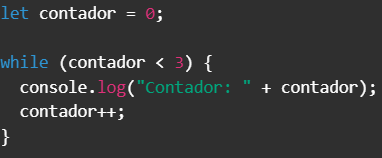 let contador = 0;

while (contador < 3) {
  console.log("Contador: " + contador);
  contador++;
}